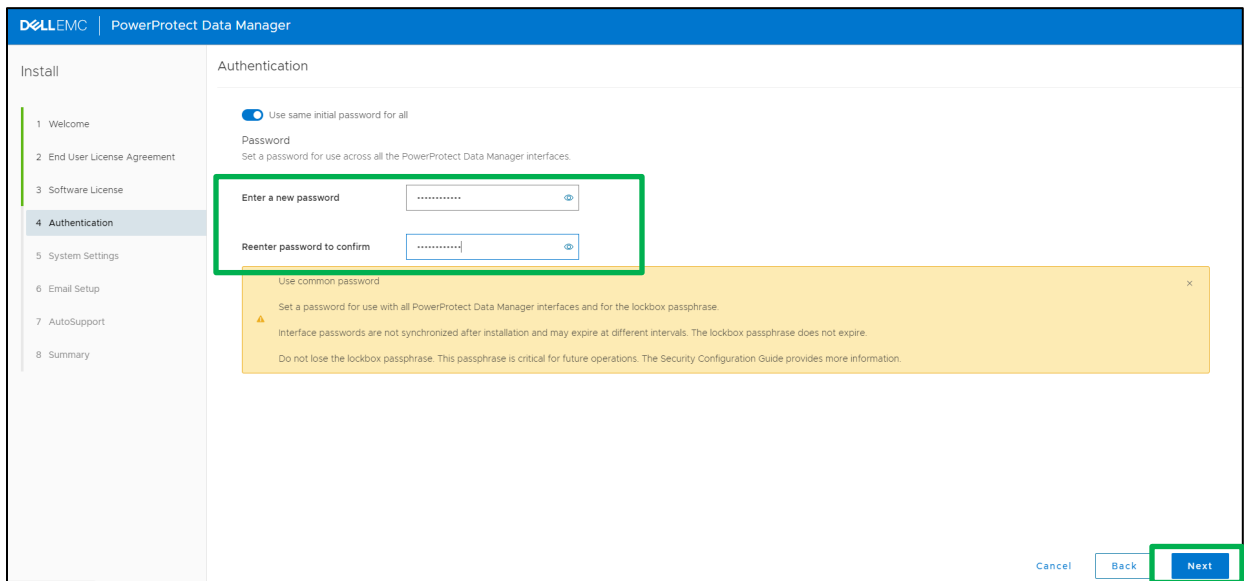 DELLEMC | PowerProtect Data Manager
Install
1 Welcome
2 End User License Agreement
3 Software License
4 Authentication
5 System Settings
6 Email Setup
7 AutoSupport
8 Summary
Authentication
Use same initial password for all
Password
Set a password for use across all the PowerProtect Data Manager interfaces.
Enter a new password ············
Reenter password to confirm ············
Use common password ×
Set a password for use with all PowerProtect Data Manager interfaces and for the lockbox passphrase.
Interface passwords are not synchronized after installation and may expire at different intervals. The lockbox passphrase does not expire.
Do not lose the lockbox passphrase. This passphrase is critical for future operations. The Security Configuration Guide provides more information.
Cancel Back Next